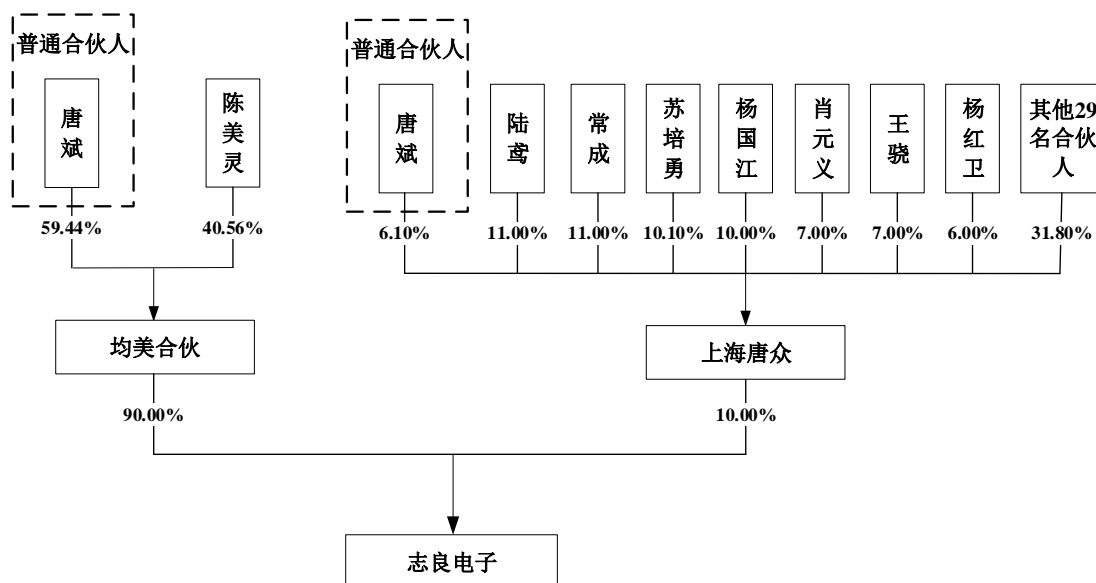 普通合伙人
普通合伙人
唐斌
陈美灵
唐斌
陆鸢
常成
苏培勇
杨国江
肖元义
王骁
杨红卫
其他29
名合伙
人
59.44%
40.56%
6.10%
11.00%
11.00%
10.10%
10.00%
7.00%
7.00%
6.00%
31.80%
均美合伙
上海唐众
90.00%
10.00%
志良电子